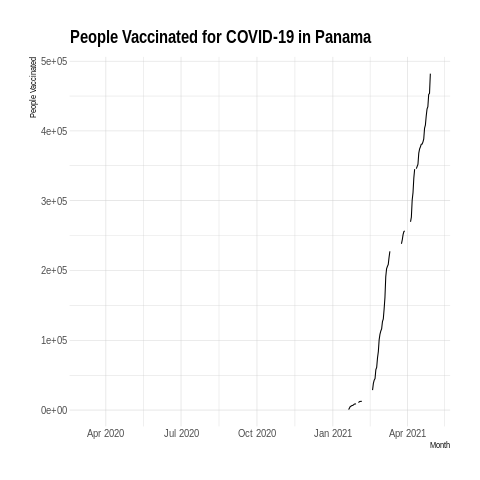 People Vaccinated for COVID-19 in Panama
People Vaccinated
5e+05
4e+05
3e+05
2e+05
1e+05
0e+00
Apr 2020 Jul 2020 Oct 2020 Jan 2021 Apr 2021
Month